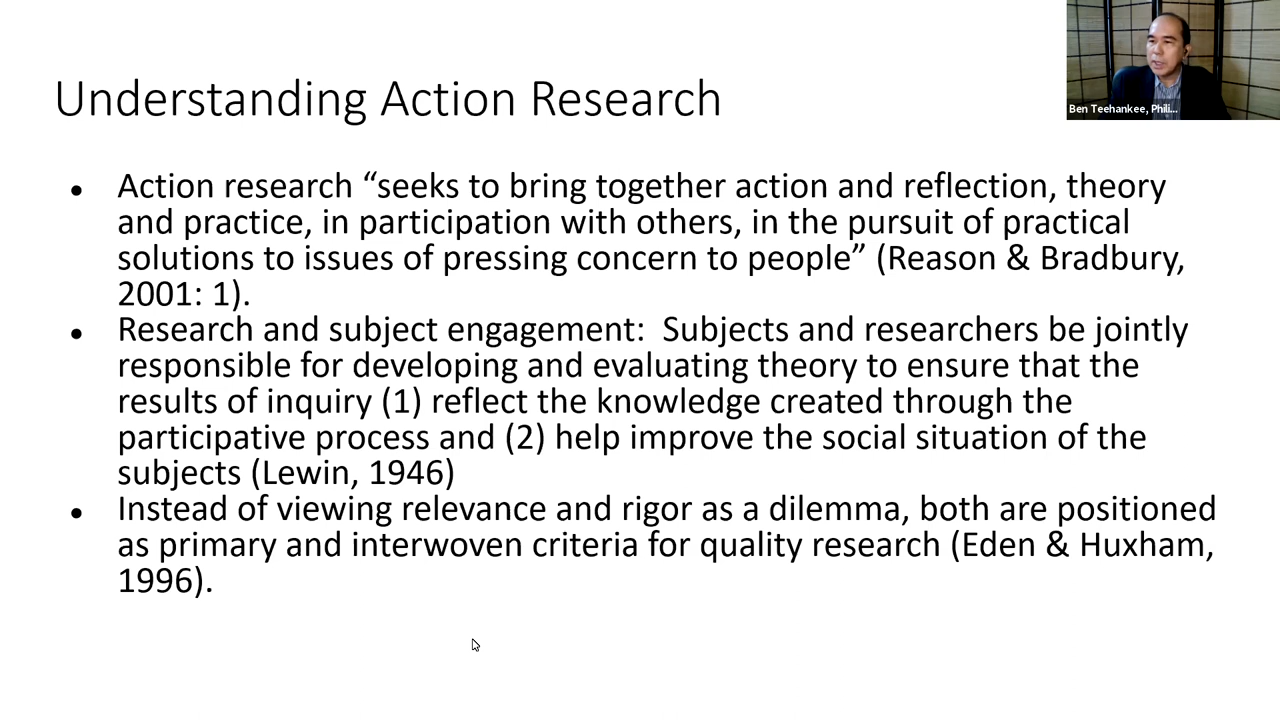 Understanding Action Research
Ben Teehankee, Phili...
● Action research “seeks to bring together action and reflection, theory
and practice, in participation with others, in the pursuit of practical
solutions to issues of pressing concern to people” (Reason & Bradbury,
2001: 1).
● Research and subject engagement:  Subjects and researchers be jointly
responsible for developing and evaluating theory to ensure that the
results of inquiry (1) reflect the knowledge created through the
participative process and (2) help improve the social situation of the
subjects (Lewin, 1946)
● Instead of viewing relevance and rigor as a dilemma, both are positioned
as primary and interwoven criteria for quality research (Eden & Huxham,
1996).